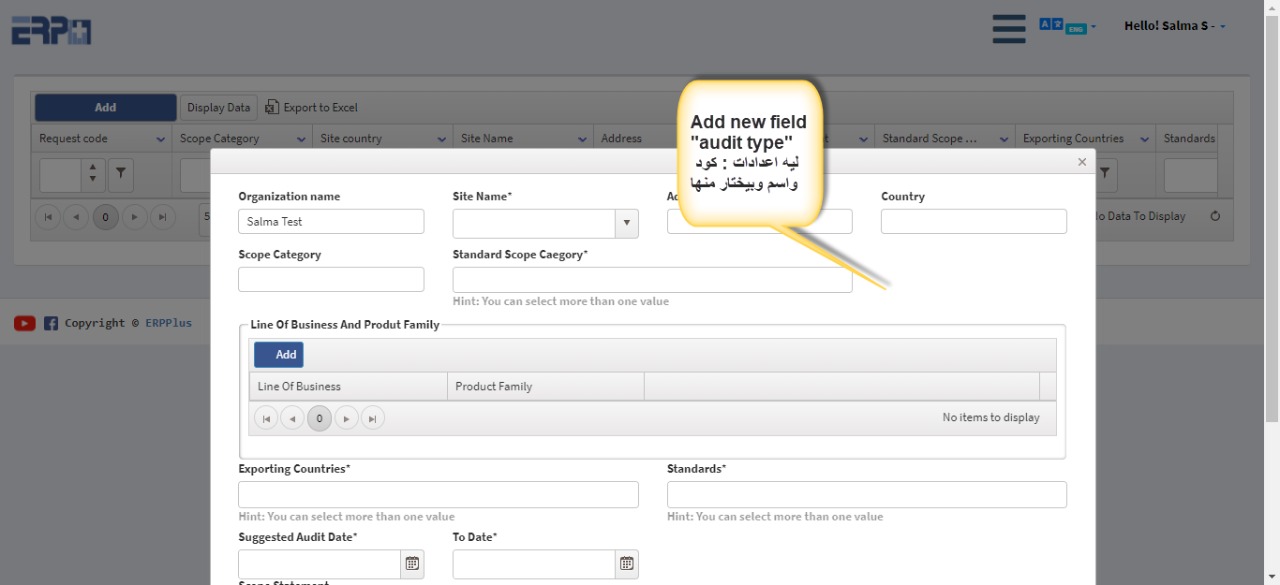 ERP
ENG
Hello! Salma S -
Add
Display Data
Export to Excel
Request code
Scope Category
Site country
Site Name
Address
Standard Scope ...
Exporting Countries
Standards
0
5
o Data To Display
Add new field
"audit type"
ليه اعدادات : كود
واسم وبيختار منها
Organization name
Site Name*
Country
Salma Test
Scope Category
Standard Scope Caegory*
Hint: You can select more than one value
Copyright © ERPPlus
Line Of Business And Produt Family
Add
Line Of Business
Product Family
0
No items to display
Exporting Countries*
Standards*
Hint: You can select more than one value
Hint: You can select more than one value
Suggested Audit Date*
To Date*
Scope Statement